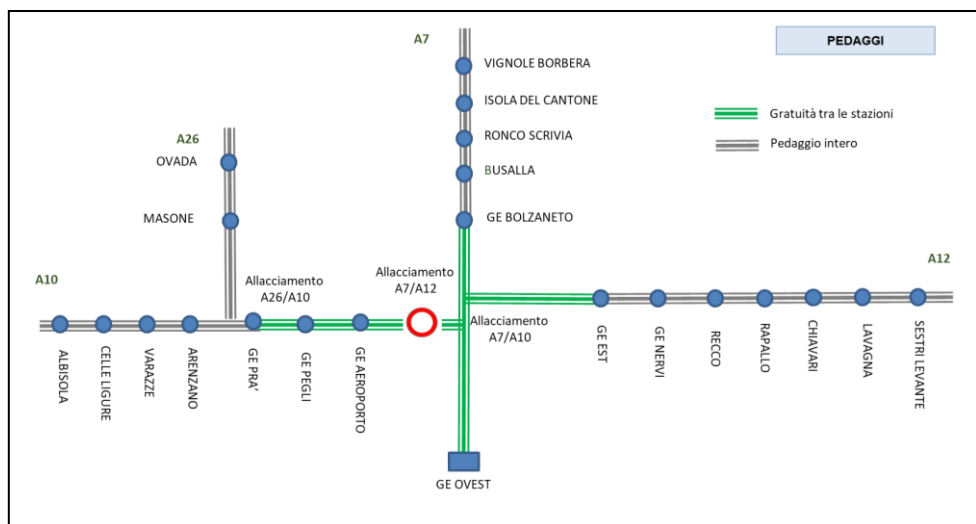 PEDAGGI
A7
VIGNOLE BORBERA
ISOLA DEL CANTONE
Gratuità tra le stazioni
A26
RONCO SCRIVIA
Pedaggio intero
OVADA
BUSALLA
MASONE
GE BOLZANETO
A10
Allacciamento
A26/A10
Allacciamento
A7/A12
A12
Allacciamento
A7/A10
ALBISOLA
CELLE LIGURE
VARAZZE
ARENZANO
GE PRA'
GE PEGLI
GE AEROPORTO
GE EST
GE NERVI
RECCO
RAPALLO
CHIAVARI
LAVAGNA
SESTRI LEVANTE
GE OVEST